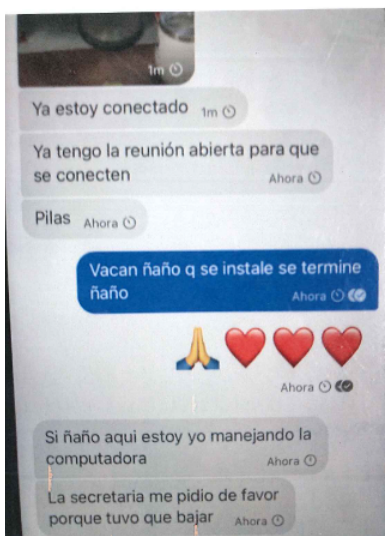 1m
Ya estoy conectado 1m
Ya tengo la reunión abierta para que
se conecten Ahora
Pilas Ahora
Vacan ñaño q se instale se termine
ñaño Ahora
🙏❤️❤️❤️
Ahora
Si ñaño aqui estoy yo manejando la
computadora Ahora
La secretaria me pidio de favor
porque tuvo que bajar Ahora